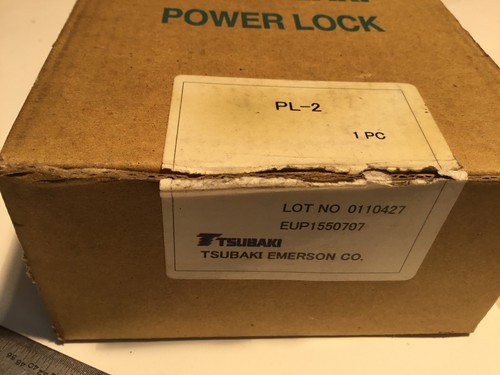 POWER LOCK
PL-2
1 PC
LOT NO 0110427
EUP1550707
TSUBAKI
TSUBAKI EMERSON CO.